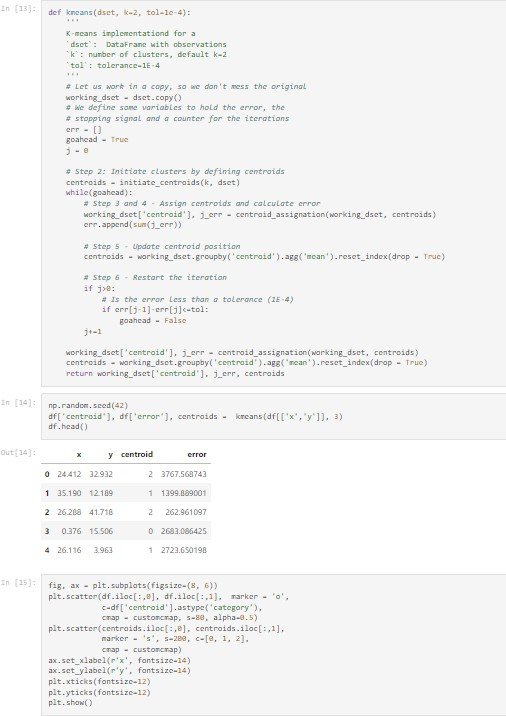 In [13]:
def kmeans(dset, k=2, tol=1e-4):
'''
K-means implementationd for a
`dset`:  DataFrame with observations
`k`: number of clusters, default k=2
`tol`: tolerance=1E-4
'''
# Let us work in a copy, so we don't mess the original
working_dset = dset.copy()
# We define some variables to hold the error, the
# stopping signal and a counter for the iterations
err = []
goahead = True
j = 0
# Step 2: Initiate clusters by defining centroids
centroids = initiate_centroids(k, dset)
while(goahead):
# Step 3 and 4 - Assign centroids and calculate error
working_dset['centroid'], j_err = centroid_assignation(working_dset, centroids)
err.append(sum(j_err))
# Step 5 - Update centroid position
centroids = working_dset.groupby('centroid').agg('mean').reset_index(drop = True)
# Step 6 - Restart the iteration
if j>0:
# Is the error less than a tolerance (1E-4)
if err[j-1]-err[j]<=tol:
goahead = False
j+=1
working_dset['centroid'], j_err = centroid_assignation(working_dset, centroids)
centroids = working_dset.groupby('centroid').agg('mean').reset_index(drop = True)
return working_dset['centroid'], j_err, centroids
In [14]:
np.random.seed(42)
df['centroid'], df['error'], centroids =  kmeans(df[['x','y']], 3)
df.head()
Out[14]:
x y centroid error
0 24.412 32.932 2 3767.568743
1 35.190 12.189 1 1399.889001
2 26.288 41.718 2 262.961097
3 0.376 15.506 0 2683.086425
4 26.116 3.963 1 2723.650198
In [15]:
fig, ax = plt.subplots(figsize=(8, 6))
plt.scatter(df.iloc[:,0], df.iloc[:,1],  marker = 'o',
c=df['centroid'].astype('category'),
cmap = customcmap, s=80, alpha=0.5)
plt.scatter(centroids.iloc[:,0], centroids.iloc[:,1],
marker = 's', s=200, c=[0, 1, 2],
cmap = customcmap)
ax.set_xlabel(r'x', fontsize=14)
ax.set_ylabel(r'y', fontsize=14)
plt.xticks(fontsize=12)
plt.yticks(fontsize=12)
plt.show()